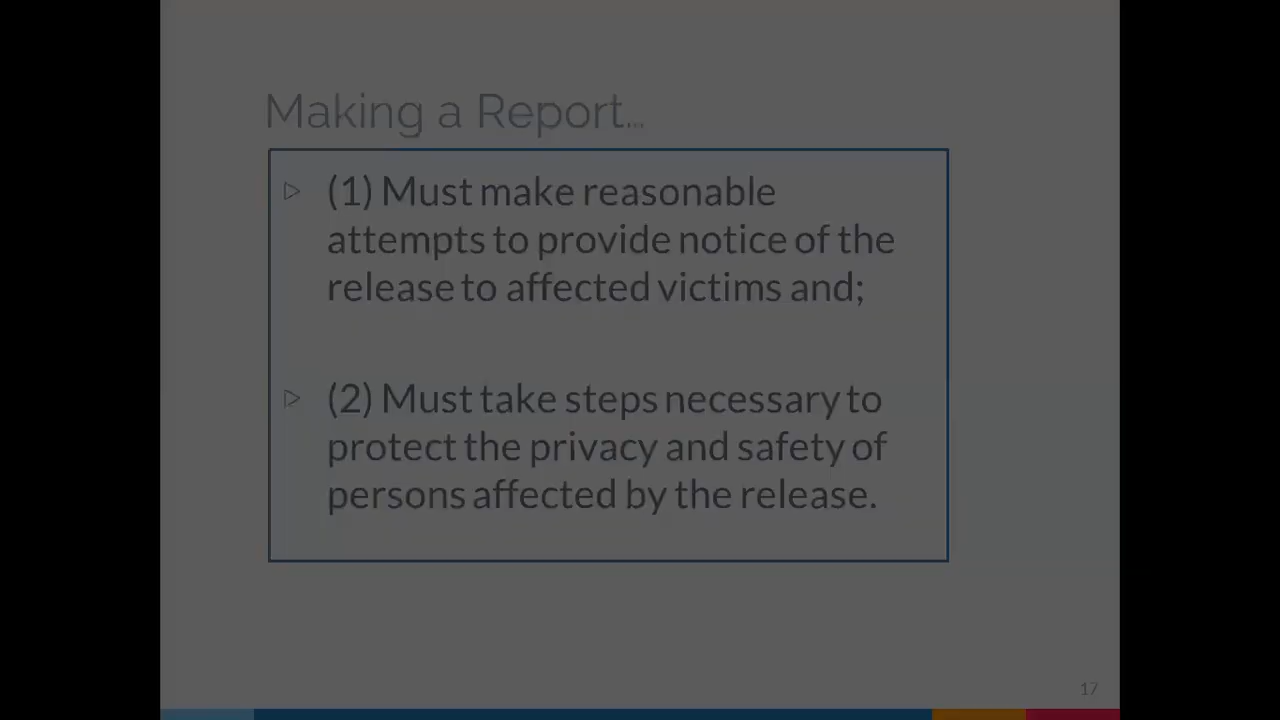 Making a Report...
(1) Must make reasonable
attempts to provide notice of the
release to affected victims and;
(2) Must take steps necessary to
protect the privacy and safety of
persons affected by the release.
17